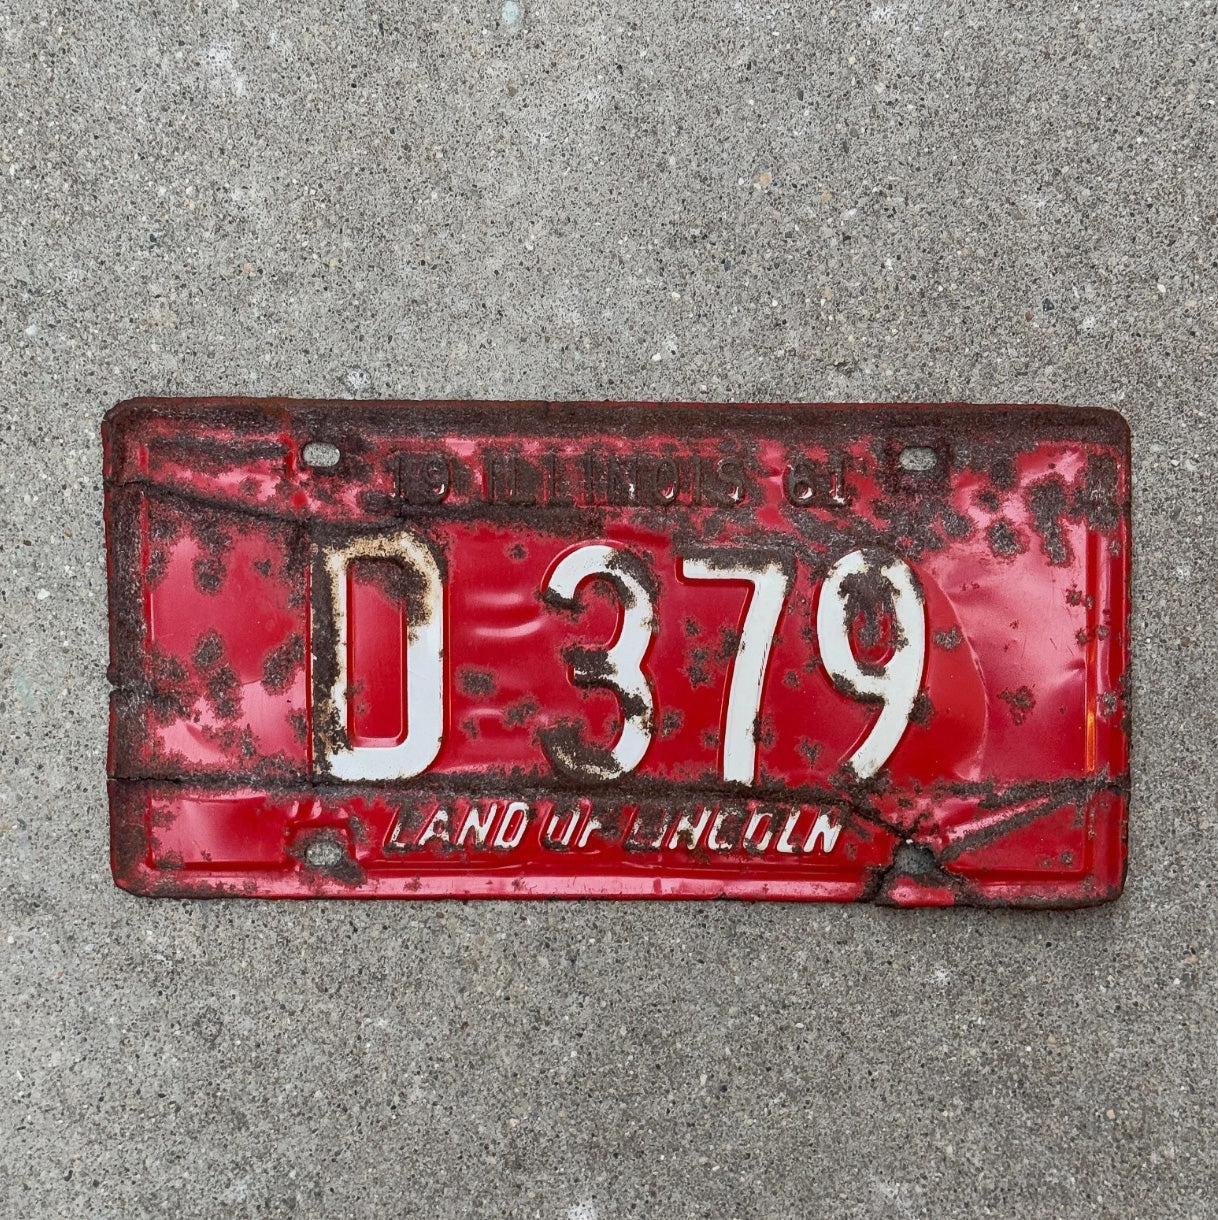 19 ILLINOIS 61
D 379
LAND OF LINCOLN